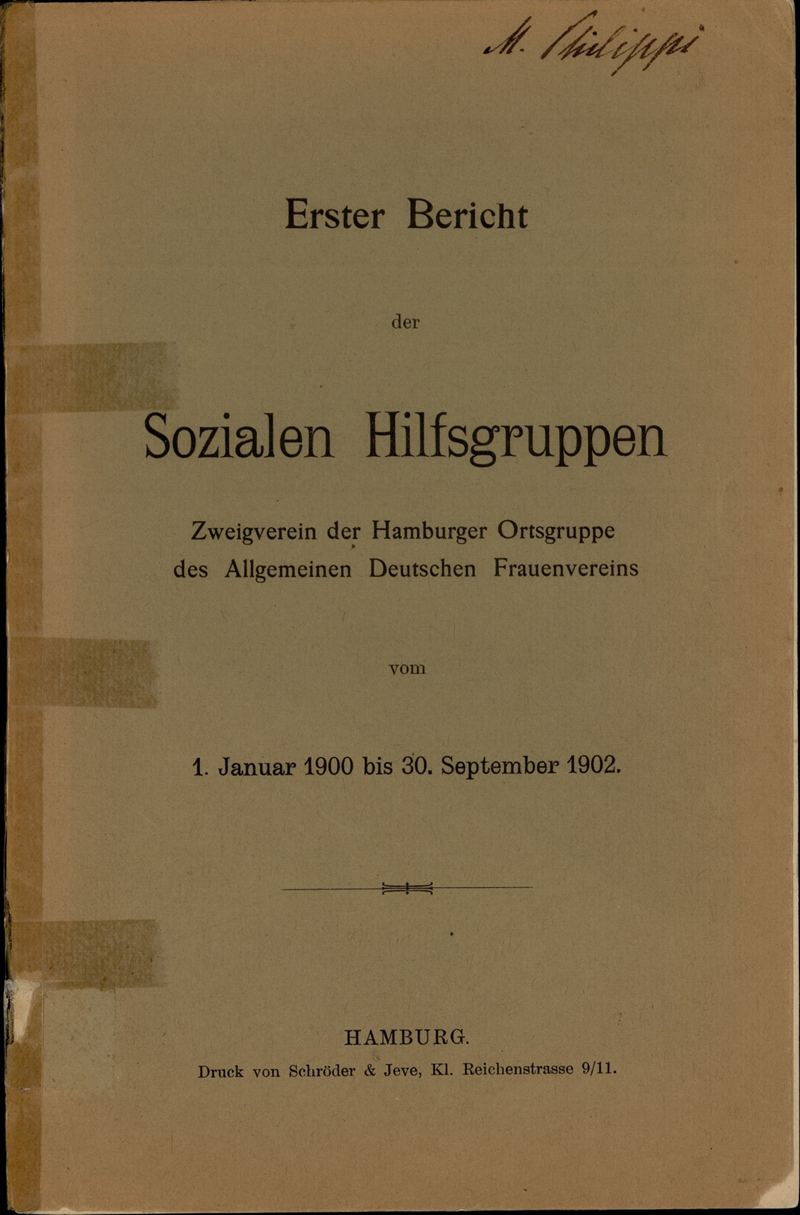 M. Philippi
Erster Bericht
der
Sozialen Hilfsgruppen
Zweigverein der Hamburger Ortsgruppe
des Allgemeinen Deutschen Frauenvereins
vom
1. Januar 1900 bis 30. September 1902.
HAMBURG.
Druck von Schröder & Jeve, Kl. Reichenstrasse 9/11.